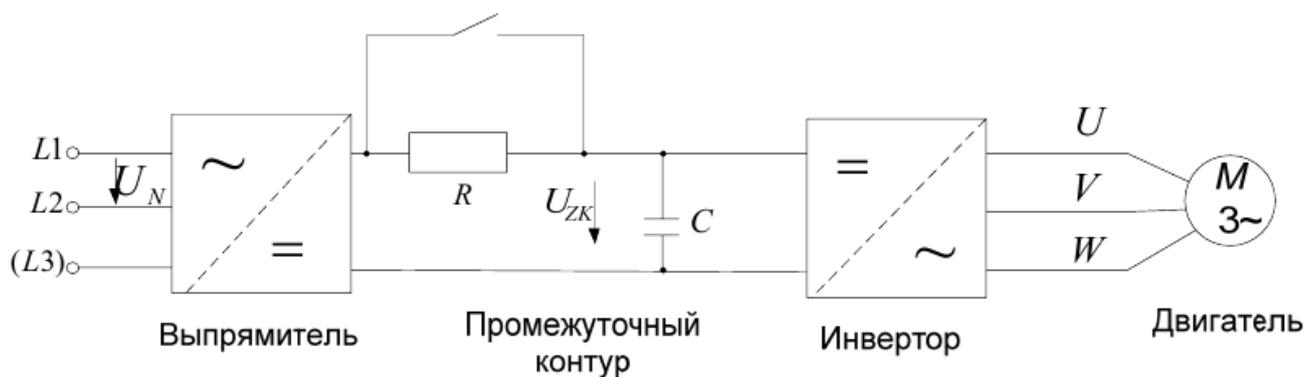 L1
U_N
L2
(L3)
~
=
R
U_ZK
C
=
~
U
V
W
M
3~
Выпрямитель
Промежуточный
контур
Инвертор
Двигатель